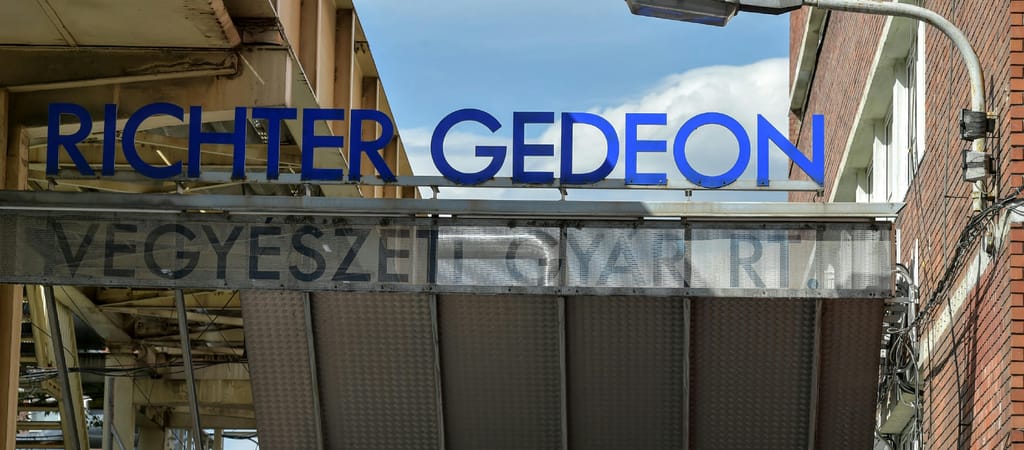 RICHTER GEDEON
VEGYÉSZETI GYÁR RT.